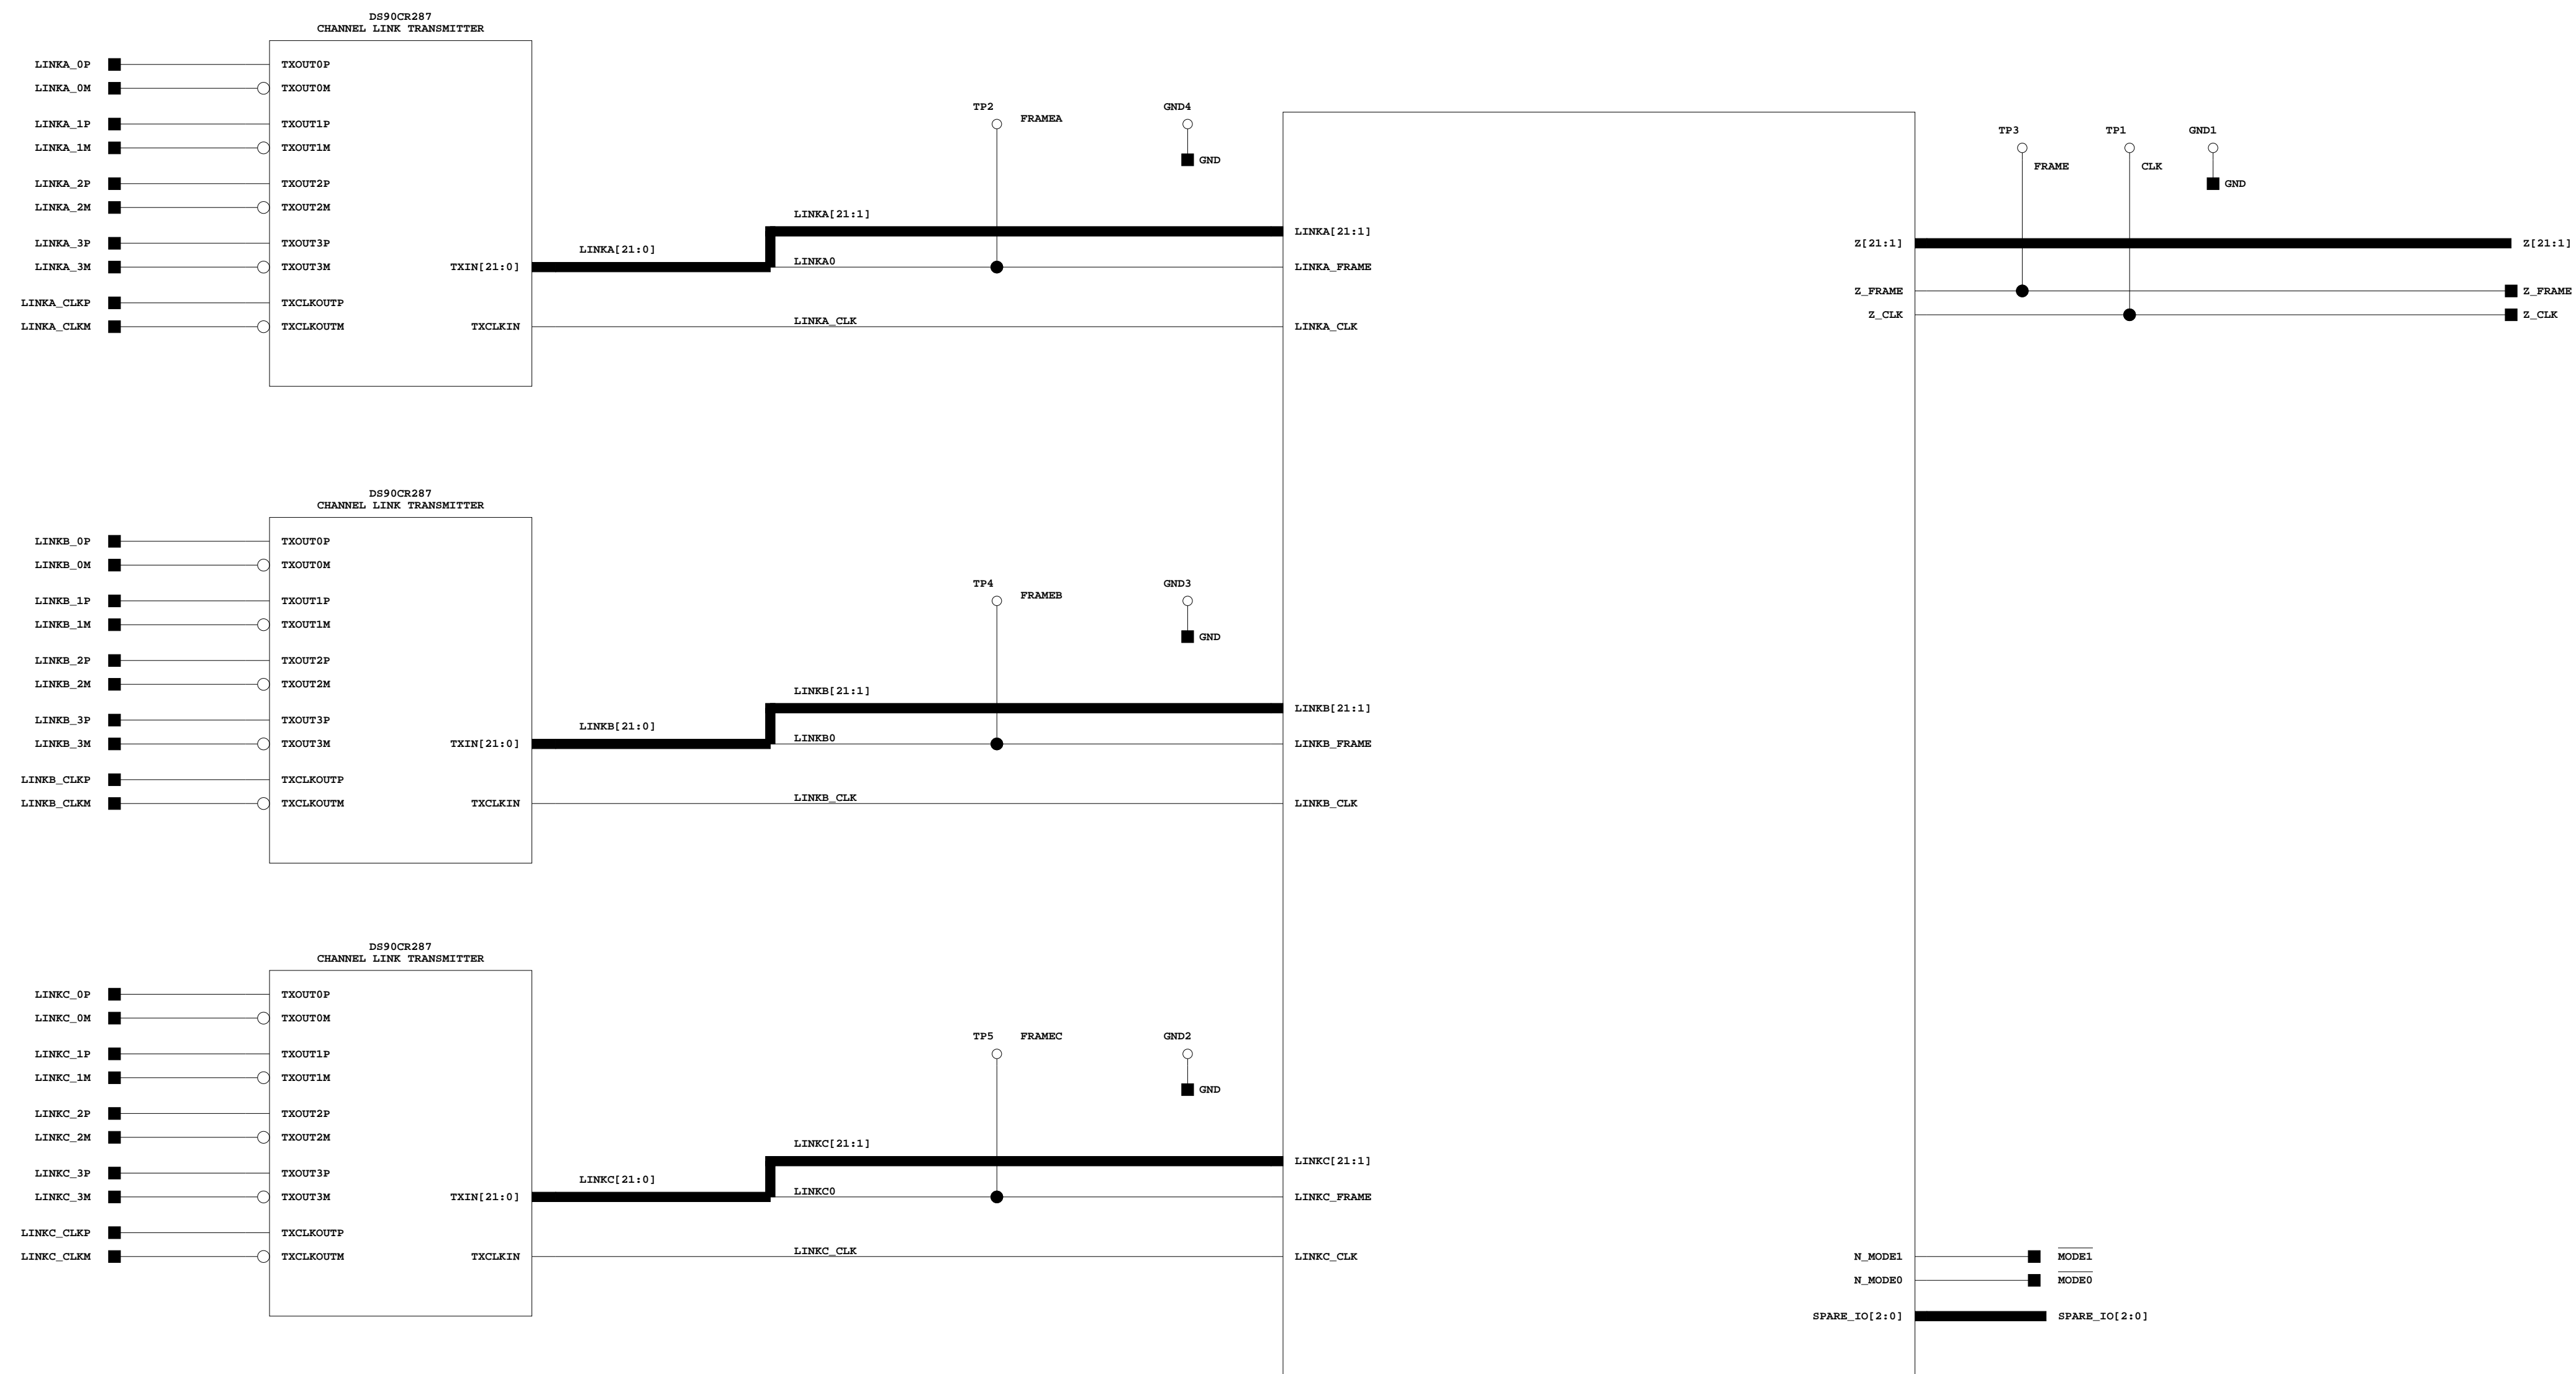 DS90CR287
CHANNEL LINK TRANSMITTER
LINKA_0P TXOUT0P
LINKA_0M TXOUT0M
LINKA_1P TXOUT1P
LINKA_1M TXOUT1M
LINKA_2P TXOUT2P
LINKA_2M TXOUT2M
LINKA_3P TXOUT3P
LINKA_3M TXOUT3M TXIN[21:0]
LINKA_CLKP TXCLKOUTP
LINKA_CLKM TXCLKOUTM TXCLKIN
LINKA[21:0]
LINKA[21:1]
LINKA0
LINKA_CLK
TP2
FRAMEA
GND4
GND
LINKA[21:1]
LINKA_FRAME
LINKA_CLK
TP3
FRAME
TP1
CLK
GND1
GND
Z[21:1] Z[21:1]
Z_FRAME Z_FRAME
Z_CLK Z_CLK
DS90CR287
CHANNEL LINK TRANSMITTER
LINKB_0P TXOUT0P
LINKB_0M TXOUT0M
LINKB_1P TXOUT1P
LINKB_1M TXOUT1M
LINKB_2P TXOUT2P
LINKB_2M TXOUT2M
LINKB_3P TXOUT3P
LINKB_3M TXOUT3M TXIN[21:0]
LINKB_CLKP TXCLKOUTP
LINKB_CLKM TXCLKOUTM TXCLKIN
LINKB[21:0]
LINKB[21:1]
LINKB0
LINKB_CLK
TP4
FRAMEB
GND3
GND
LINKB[21:1]
LINKB_FRAME
LINKB_CLK
DS90CR287
CHANNEL LINK TRANSMITTER
LINKC_0P TXOUT0P
LINKC_0M TXOUT0M
LINKC_1P TXOUT1P
LINKC_1M TXOUT1M
LINKC_2P TXOUT2P
LINKC_2M TXOUT2M
LINKC_3P TXOUT3P
LINKC_3M TXOUT3M TXIN[21:0]
LINKC_CLKP TXCLKOUTP
LINKC_CLKM TXCLKOUTM TXCLKIN
LINKC[21:0]
LINKC[21:1]
LINKC0
LINKC_CLK
TP5 FRAMEC
GND2
GND
LINKC[21:1]
LINKC_FRAME
LINKC_CLK
N_MODE1 MODE1
N_MODE0 MODE0
SPARE_IO[2:0] SPARE_IO[2:0]